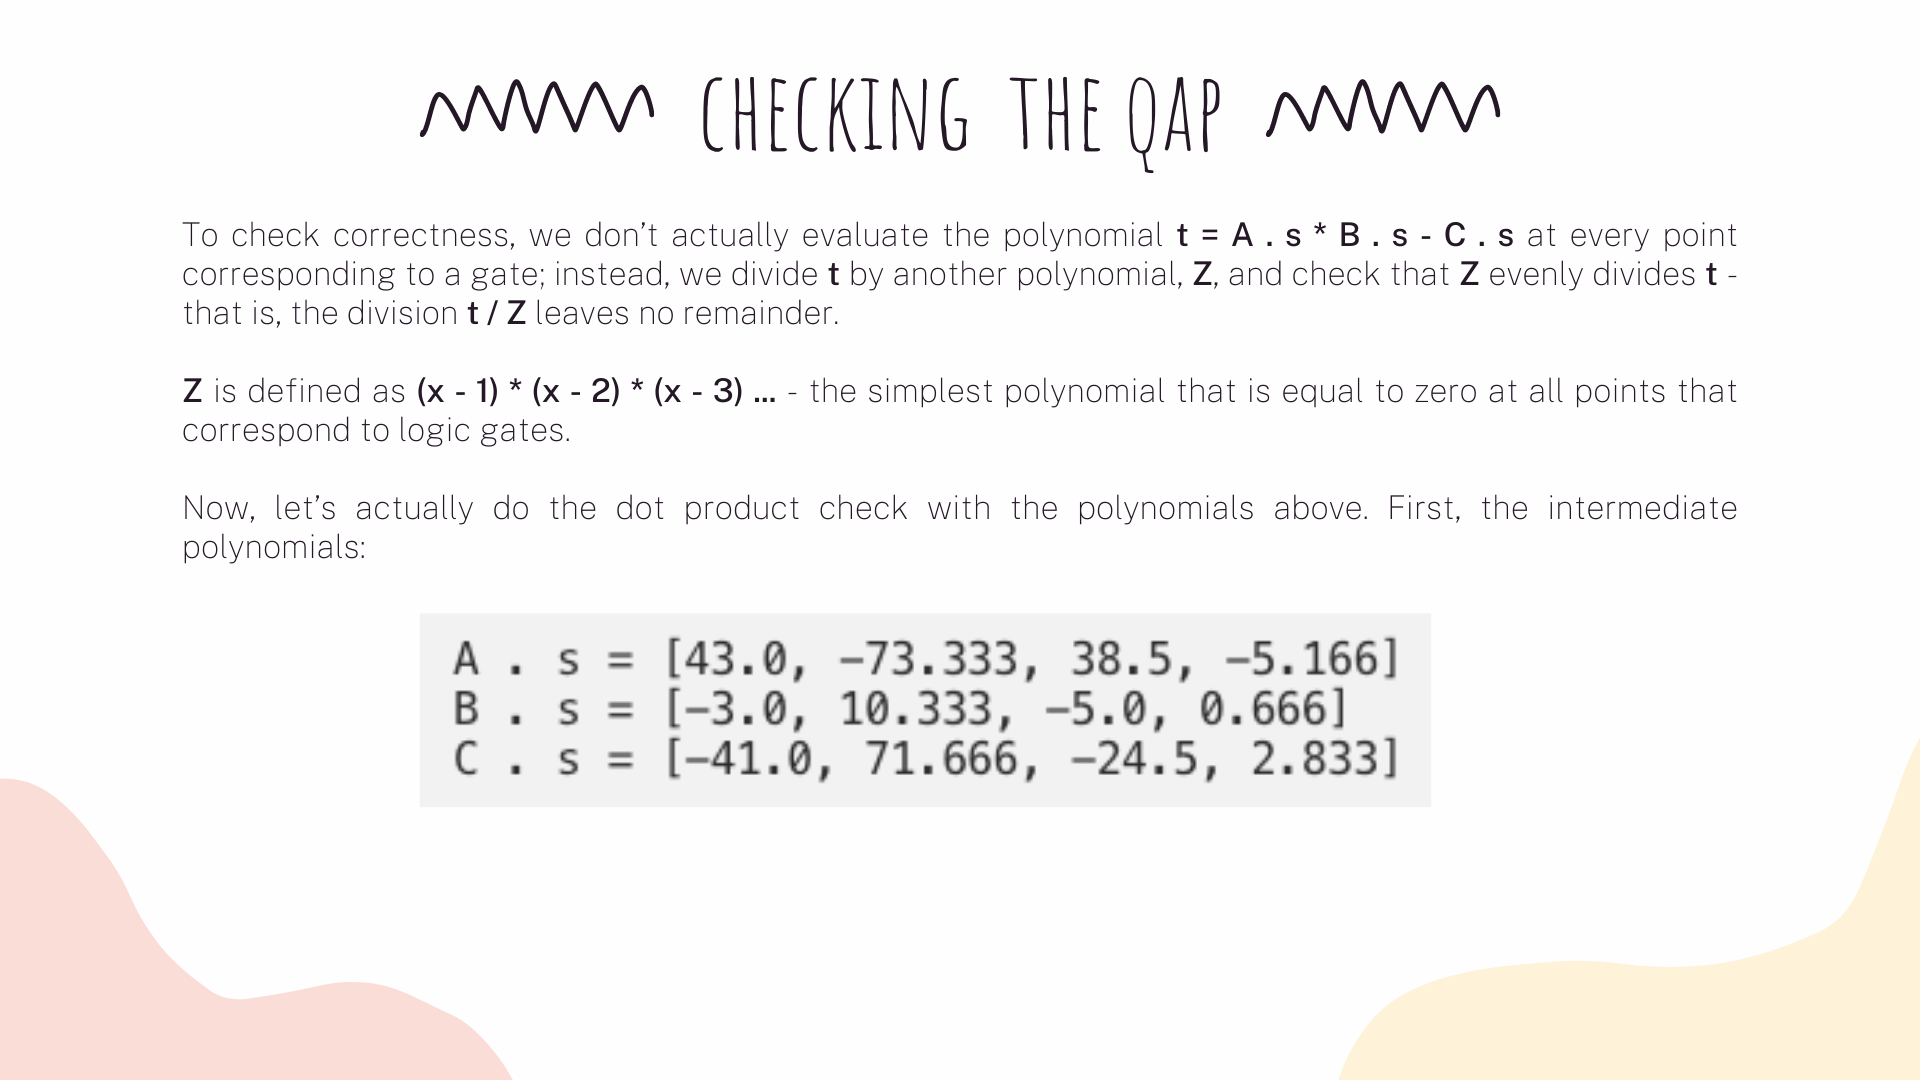 CHECKING THE QAP
To check correctness, we don’t actually evaluate the polynomial t = A . s * B . s - C . s at every point
corresponding to a gate; instead, we divide t by another polynomial, Z, and check that Z evenly divides t -
that is, the division t / Z leaves no remainder.
Z is defined as (x - 1) * (x - 2) * (x - 3) ... - the simplest polynomial that is equal to zero at all points that
correspond to logic gates.
Now, let’s actually do the dot product check with the polynomials above. First, the intermediate
polynomials:
A . s = [43.0, −73.333, 38.5, −5.166]
B . s = [−3.0, 10.333, −5.0, 0.666]
C . s = [−41.0, 71.666, −24.5, 2.833]